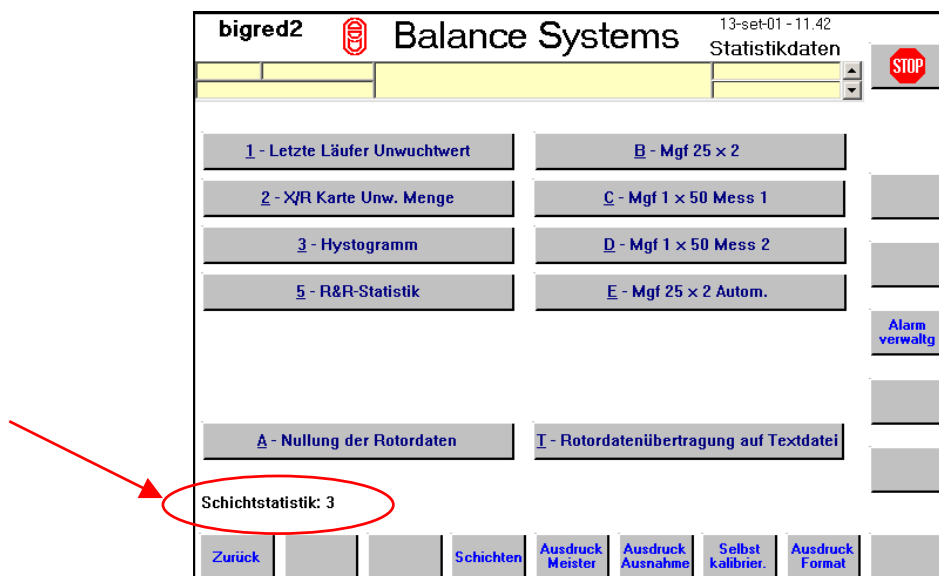 bigred2
Balance Systems
13-set-01 - 11.42
Statistikdaten
STOP
1 - Letzte Läufer Unwuchtwert
B - Mgf 25 × 2
2 - X/R Karte Unw. Menge
C - Mgf 1 × 50 Mess 1
3 - Hystogramm
D - Mgf 1 × 50 Mess 2
5 - R&R-Statistik
E - Mgf 25 × 2 Autom.
Alarm
verwaltg
A - Nullung der Rotordaten
T - Rotordatenübertragung auf Textdatei
Schichtstatistik: 3
Zurück
Schichten
Ausdruck
Meister
Ausdruck
Ausnahme
Selbst
kalibrier.
Ausdruck
Format